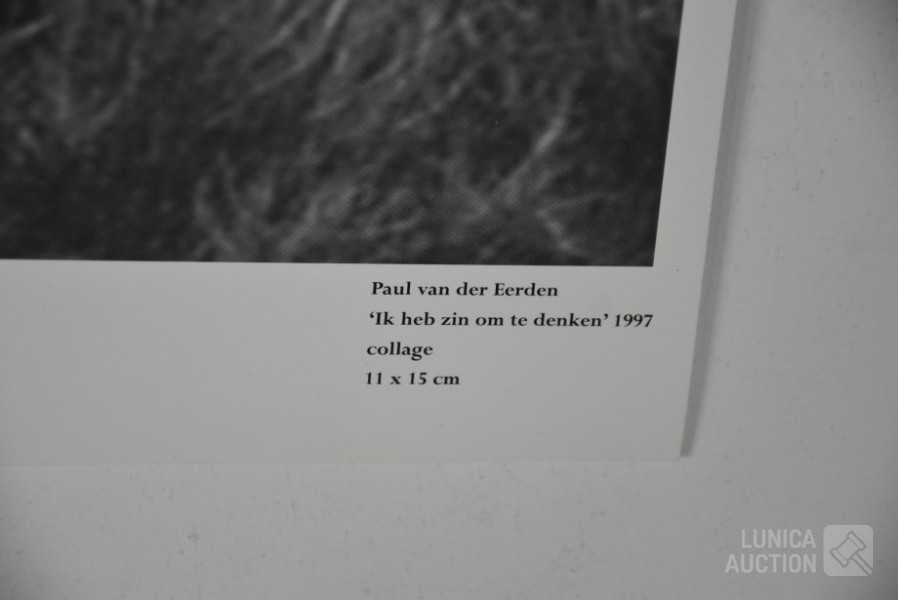 Paul van der Eerden
‘Ik heb zin om te denken’ 1997
collage
11 x 15 cm
LUNICA
AUCTION